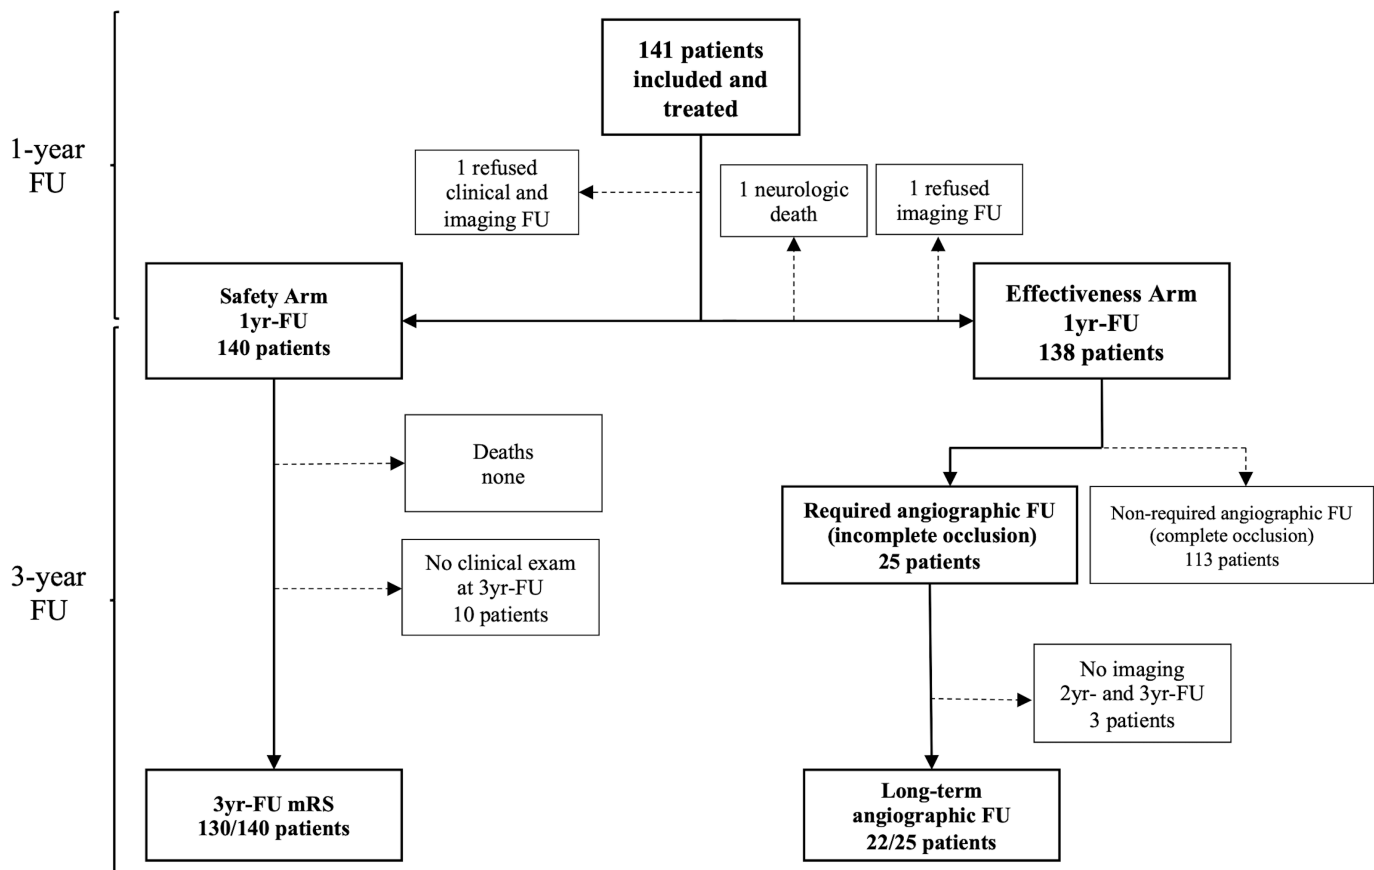 141 patients
included and
treated
1-year
FU
1 refused
clinical and
imaging FU
1 neurologic
death
1 refused
imaging FU
Safety Arm
1yr-FU
140 patients
Effectiveness Arm
1yr-FU
138 patients
3-year
FU
Deaths
none
No clinical exam
at 3yr-FU
10 patients
Required angiographic FU
(incomplete occlusion)
25 patients
Non-required angiographic FU
(complete occlusion)
113 patients
No imaging
2yr- and 3yr-FU
3 patients
3yr-FU mRS
130/140 patients
Long-term
angiographic FU
22/25 patients